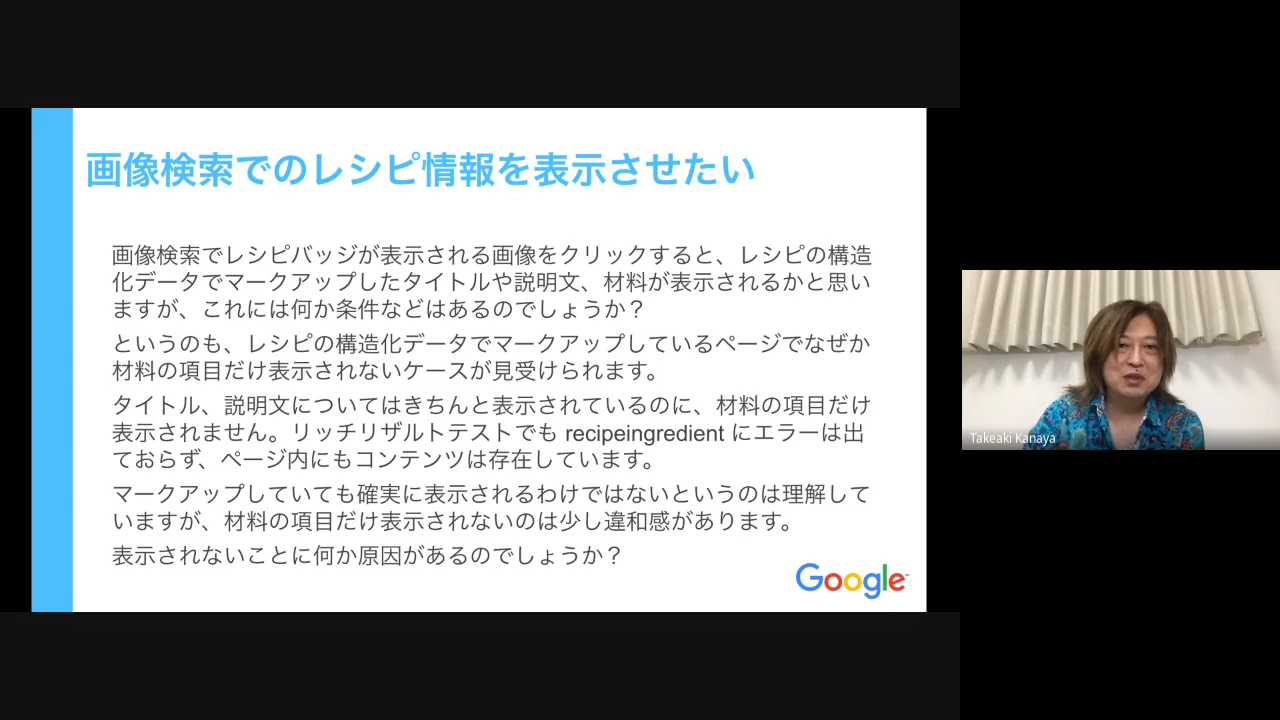 画像検索でのレシピ情報を表示させたい
画像検索でレシピバッジが表示される画像をクリックすると、レシピの構造
化データでマークアップしたタイトルや説明文、材料が表示されるかと思い
ますが、これには何か条件などはあるのでしょうか？
というのも、レシピの構造化データでマークアップしているページでなぜか
材料の項目だけ表示されないケースが見受けられます。
タイトル、説明文についてはきちんと表示されているのに、材料の項目だけ
表示されません。リッチリザルトテストでも recipeingredient にエラーは出
ておらず、ページ内にもコンテンツは存在しています。
マークアップしていても確実に表示されるわけではないというのは理解して
いますが、材料の項目だけ表示されないのは少し違和感があります。
表示されないことに何か原因があるのでしょうか？
Google
Takeaki Kanaya